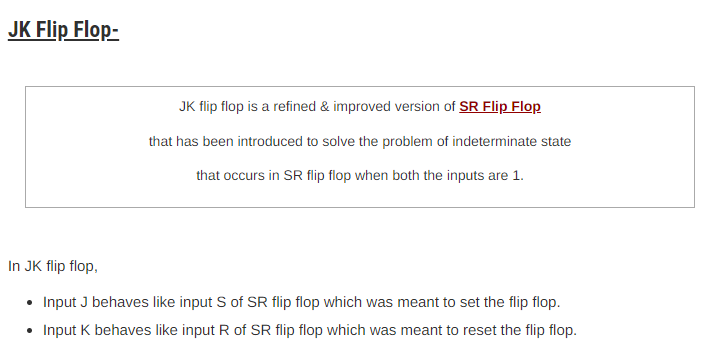 JK Flip Flop-
JK flip flop is a refined & improved version of SR Flip Flop
that has been introduced to solve the problem of indeterminate state
that occurs in SR flip flop when both the inputs are 1.
In JK flip flop,
• Input J behaves like input S of SR flip flop which was meant to set the flip flop.
• Input K behaves like input R of SR flip flop which was meant to reset the flip flop.